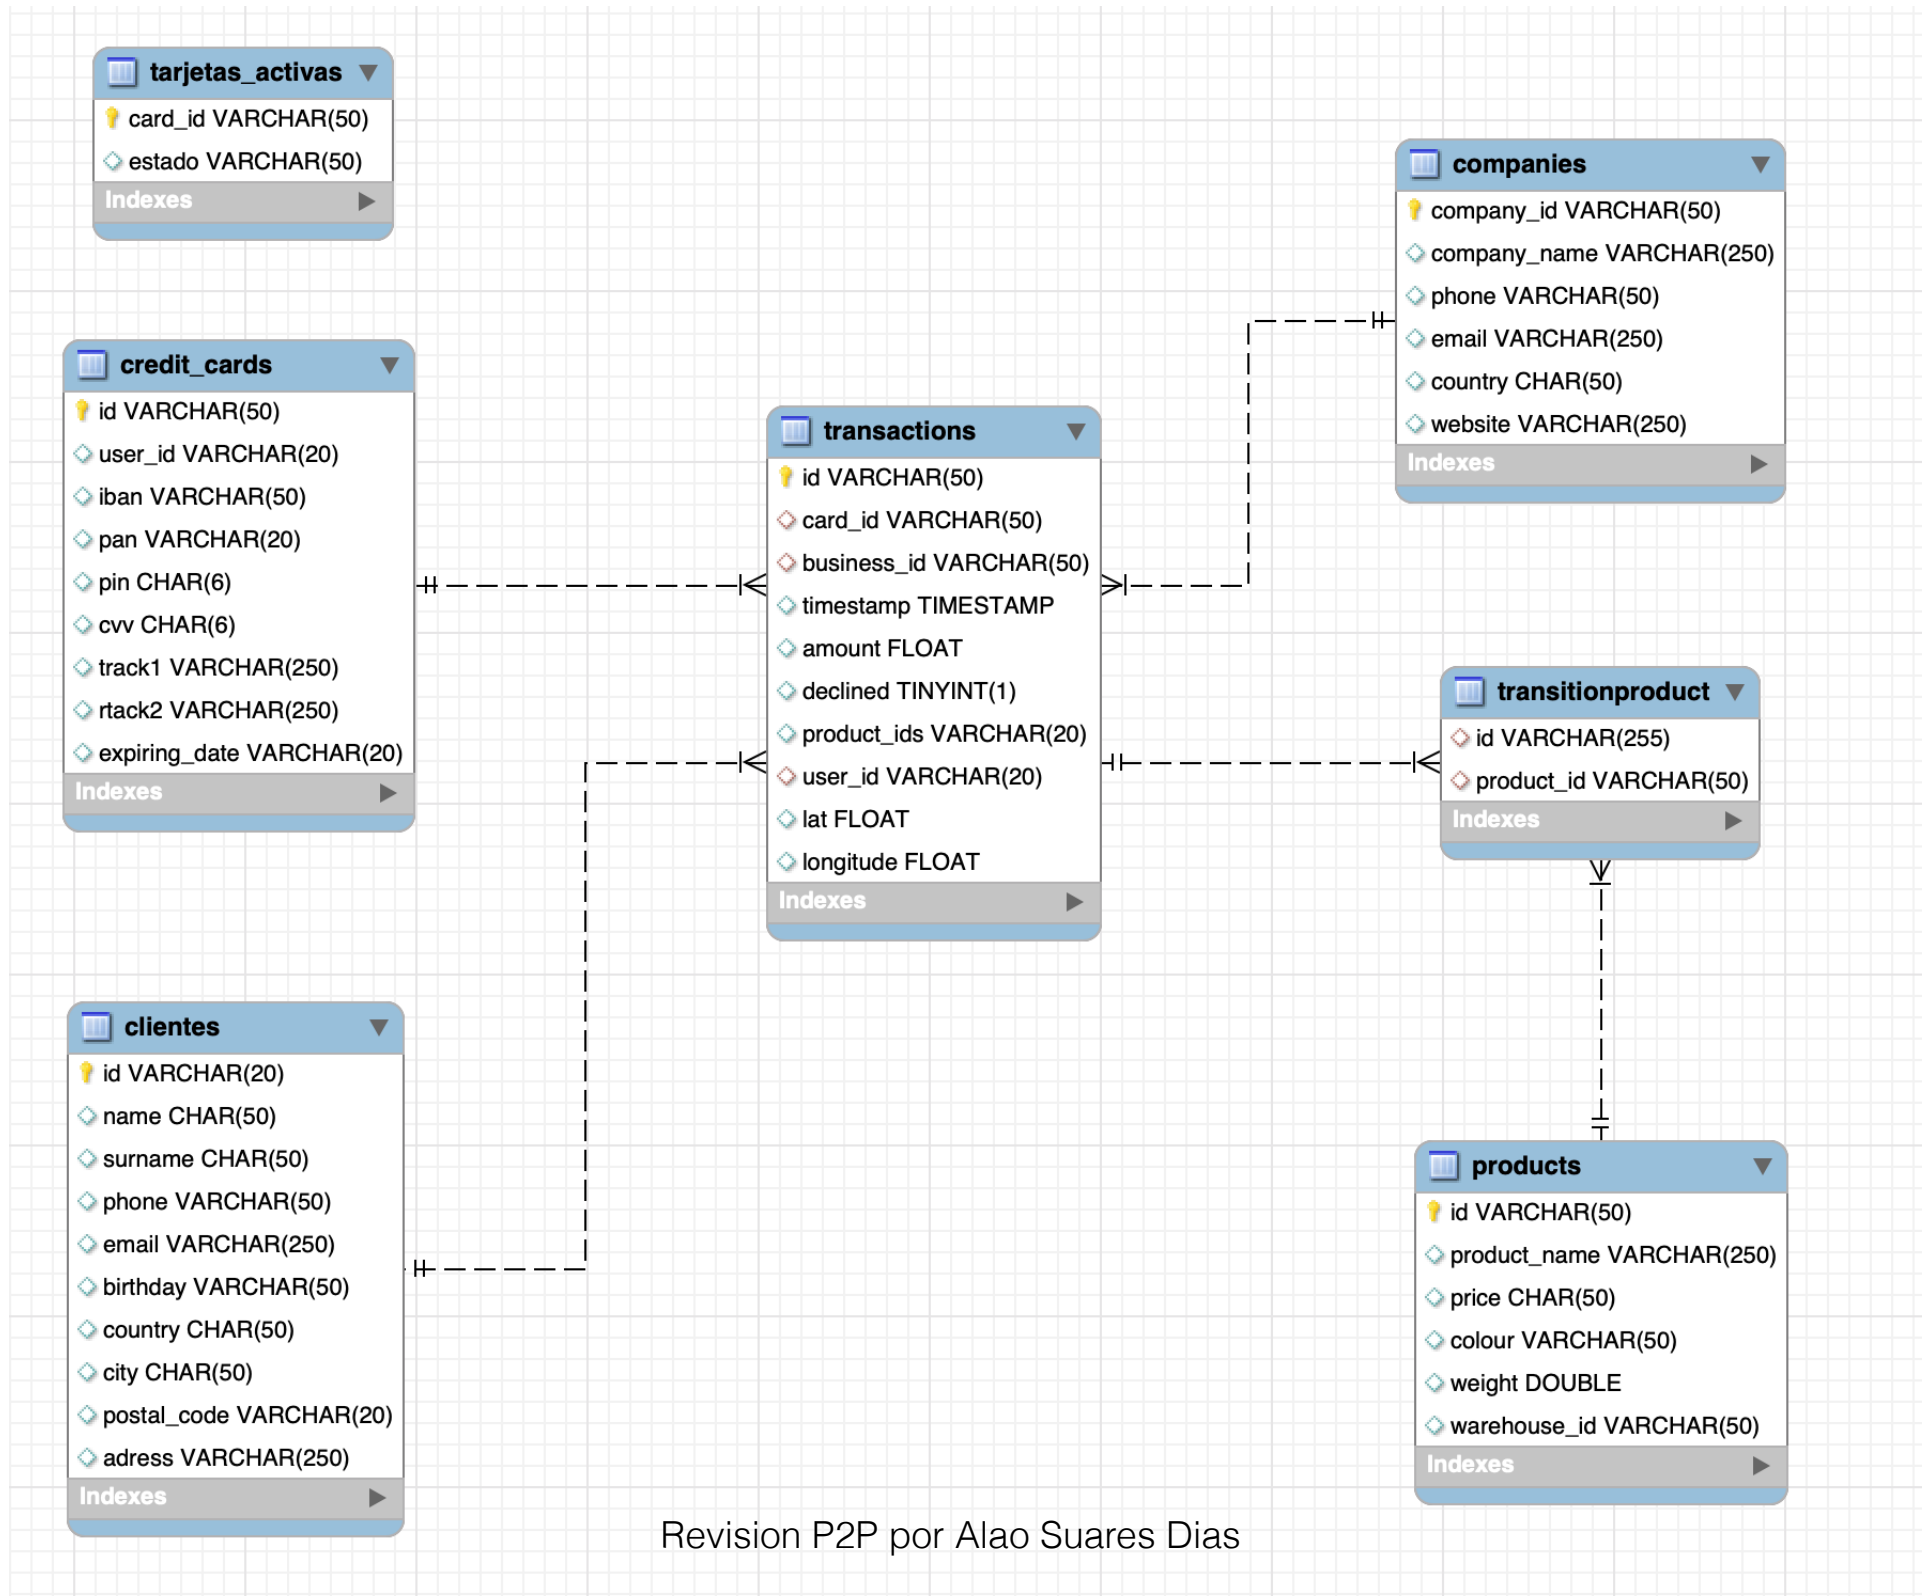 tarjetas_activas
card_id VARCHAR(50)
estado VARCHAR(50)
Indexes
credit_cards
id VARCHAR(50)
user_id VARCHAR(20)
iban VARCHAR(50)
pan VARCHAR(20)
pin CHAR(6)
cvv CHAR(6)
track1 VARCHAR(250)
rtack2 VARCHAR(250)
expiring_date VARCHAR(20)
Indexes
clientes
id VARCHAR(20)
name CHAR(50)
surname CHAR(50)
phone VARCHAR(50)
email VARCHAR(250)
birthday VARCHAR(50)
country CHAR(50)
city CHAR(50)
postal_code VARCHAR(20)
adress VARCHAR(250)
Indexes
transactions
id VARCHAR(50)
card_id VARCHAR(50)
business_id VARCHAR(50)
timestamp TIMESTAMP
amount FLOAT
declined TINYINT(1)
product_ids VARCHAR(20)
user_id VARCHAR(20)
lat FLOAT
longitude FLOAT
Indexes
companies
company_id VARCHAR(50)
company_name VARCHAR(250)
phone VARCHAR(50)
email VARCHAR(250)
country CHAR(50)
website VARCHAR(250)
Indexes
transitionproduct
id VARCHAR(255)
product_id VARCHAR(50)
Indexes
products
id VARCHAR(50)
product_name VARCHAR(250)
price CHAR(50)
colour VARCHAR(50)
weight DOUBLE
warehouse_id VARCHAR(50)
Indexes
Revision P2P por Alao Suares Dias